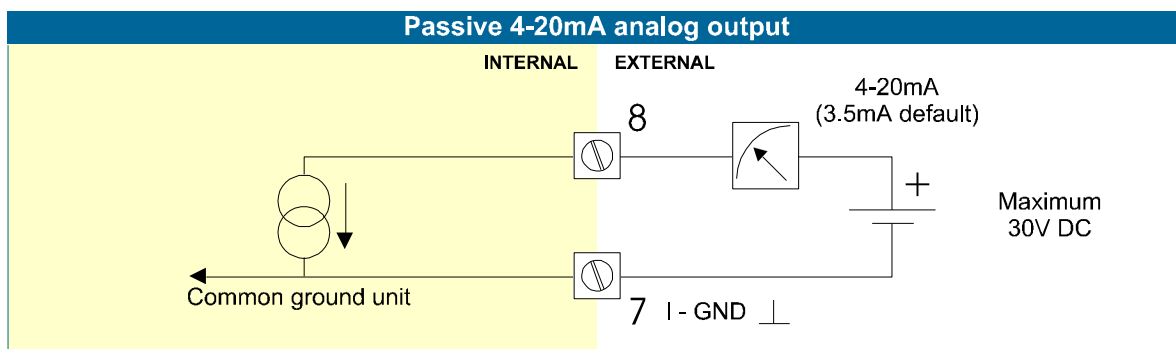 Passive 4-20mA analog output
INTERNAL EXTERNAL
8
4-20mA
(3.5mA default)
+
Maximum
30V DC
Common ground unit
7 I - GND